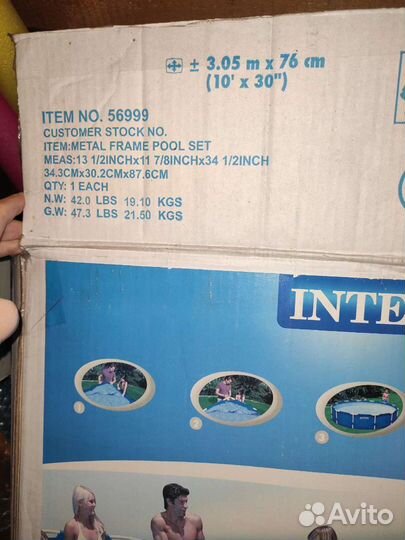 ± 3.05 m x 76 cm
(10' x 30")
ITEM NO. 56999
CUSTOMER STOCK NO.
ITEM:METAL FRAME POOL SET
MEAS:13 1/2INCHx11 7/8INCHx34 1/2INCH
34.3CMx30.2CMx87.6CM
QTY: 1 EACH
N.W: 42.0 LBS 19.10 KGS
G.W: 47.3 LBS 21.50 KGS
INTE
1
2
3
Avito